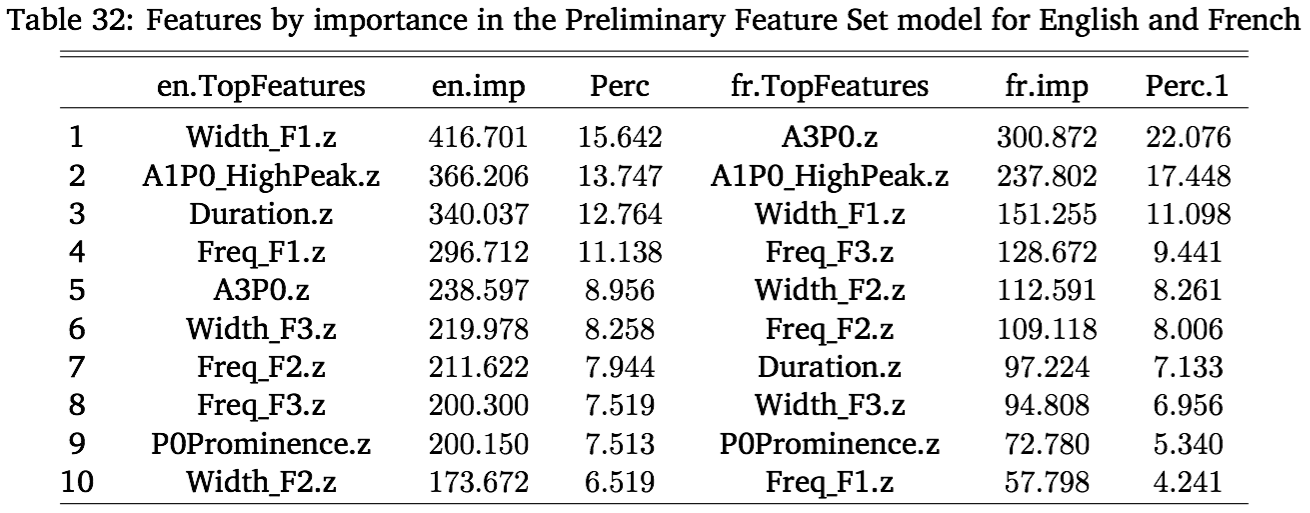 Table 32: Features by importance in the Preliminary Feature Set model for English and French
en.TopFeatures en.imp Perc fr.TopFeatures fr.imp Perc.1
1 Width_F1.z 416.701 15.642 A3P0.z 300.872 22.076
2 A1P0_HighPeak.z 366.206 13.747 A1P0_HighPeak.z 237.802 17.448
3 Duration.z 340.037 12.764 Width_F1.z 151.255 11.098
4 Freq_F1.z 296.712 11.138 Freq_F3.z 128.672 9.441
5 A3P0.z 238.597 8.956 Width_F2.z 112.591 8.261
6 Width_F3.z 219.978 8.258 Freq_F2.z 109.118 8.006
7 Freq_F2.z 211.622 7.944 Duration.z 97.224 7.133
8 Freq_F3.z 200.300 7.519 Width_F3.z 94.808 6.956
9 P0Prominence.z 200.150 7.513 P0Prominence.z 72.780 5.340
10 Width_F2.z 173.672 6.519 Freq_F1.z 57.798 4.241